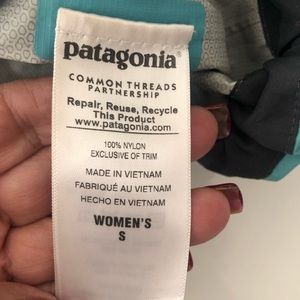 patagonia®
COMMON THREADS
PARTNERSHIP
Repair, Reuse, Recycle
This Product
www.patagonia.com
100% NYLON
EXCLUSIVE OF TRIM
MADE IN VIETNAM
FABRIQUÉ AU VIETNAM
HECHO EN VIETNAM
WOMEN'S
S